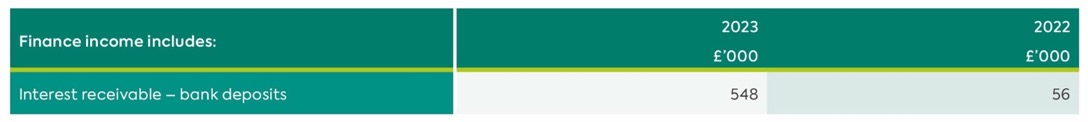 Finance income includes:
2023 2022
£'000 £'000
Interest receivable – bank deposits 548 56